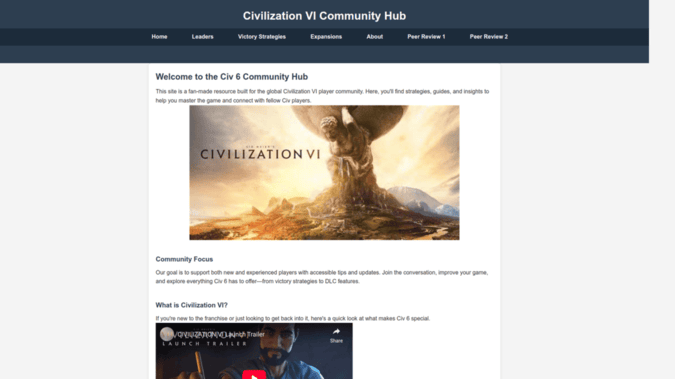 Civilization VI Community Hub
Home Leaders Victory Strategies Expansions About Peer Review 1 Peer Review 2
Welcome to the Civ 6 Community Hub
This site is a fan-made resource built for the global Civilization VI player community. Here, you'll find strategies, guides, and insights to
help you master the game and connect with fellow Civ players.
SID MEIER'S
CIVILIZATION VI
Community Focus
Our goal is to support both new and experienced players with accessible tips and updates. Join the conversation, improve your game,
and explore everything Civ 6 has to offer—from victory strategies to DLC features.
What is Civilization VI?
If you're new to the franchise or just looking to get back into it, here's a quick look at what makes Civ 6 special.
CIVILIZATION VI Launch Trailer
Share
LAUNCH TRAILER